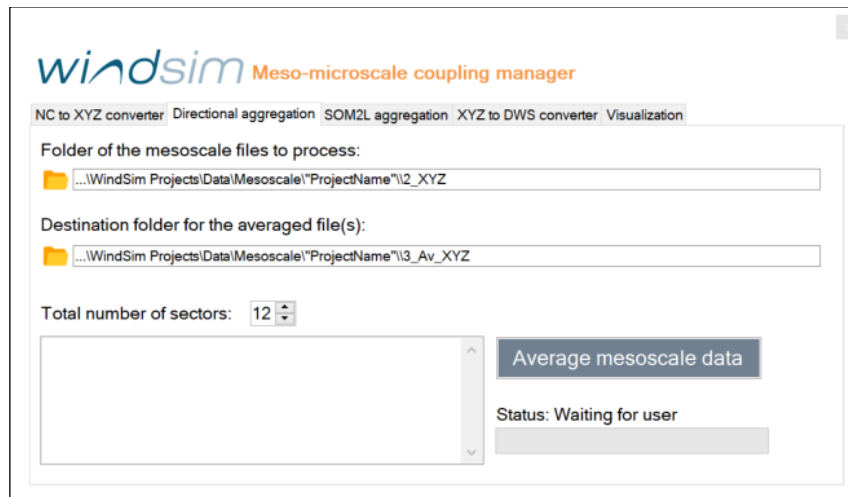 windsim Meso-microscale coupling manager
NC to XYZ converter Directional aggregation SOM2L aggregation XYZ to DWS converter Visualization
Folder of the mesoscale files to process:
...\WindSim Projects\Data\Mesoscale\"ProjectName"\\2_XYZ
Destination folder for the averaged file(s):
...\WindSim Projects\Data\Mesoscale\"ProjectName"\\3_Av_XYZ
Total number of sectors: 12
Average mesoscale data
Status: Waiting for user